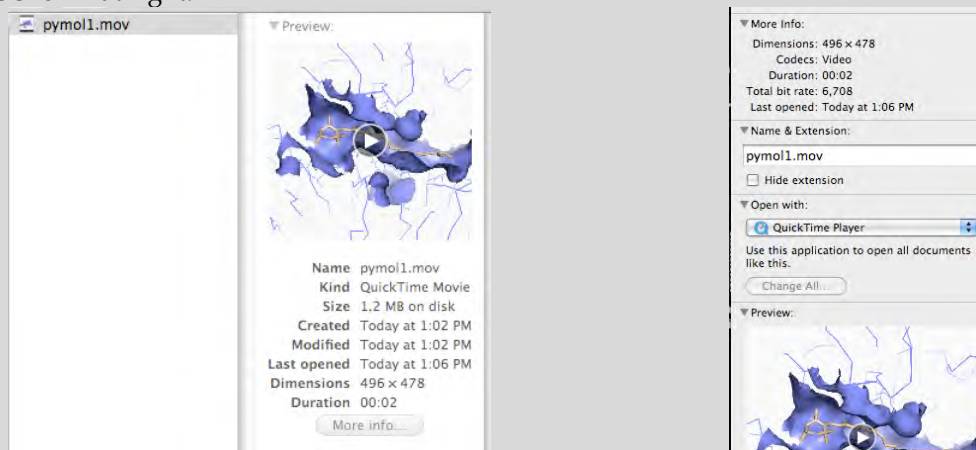 pymol1.mov
Preview:
Name pymol1.mov
Kind QuickTime Movie
Size 1.2 MB on disk
Created Today at 1:02 PM
Modified Today at 1:02 PM
Last opened Today at 1:06 PM
Dimensions 496 × 478
Duration 00:02
More info...
More Info:
Dimensions: 496 × 478
Codecs: Video
Duration: 00:02
Total bit rate: 6,708
Last opened: Today at 1:06 PM
Name & Extension:
pymol1.mov
Hide extension
Open with:
QuickTime Player
Use this application to open all documents
like this.
Change All...
Preview: